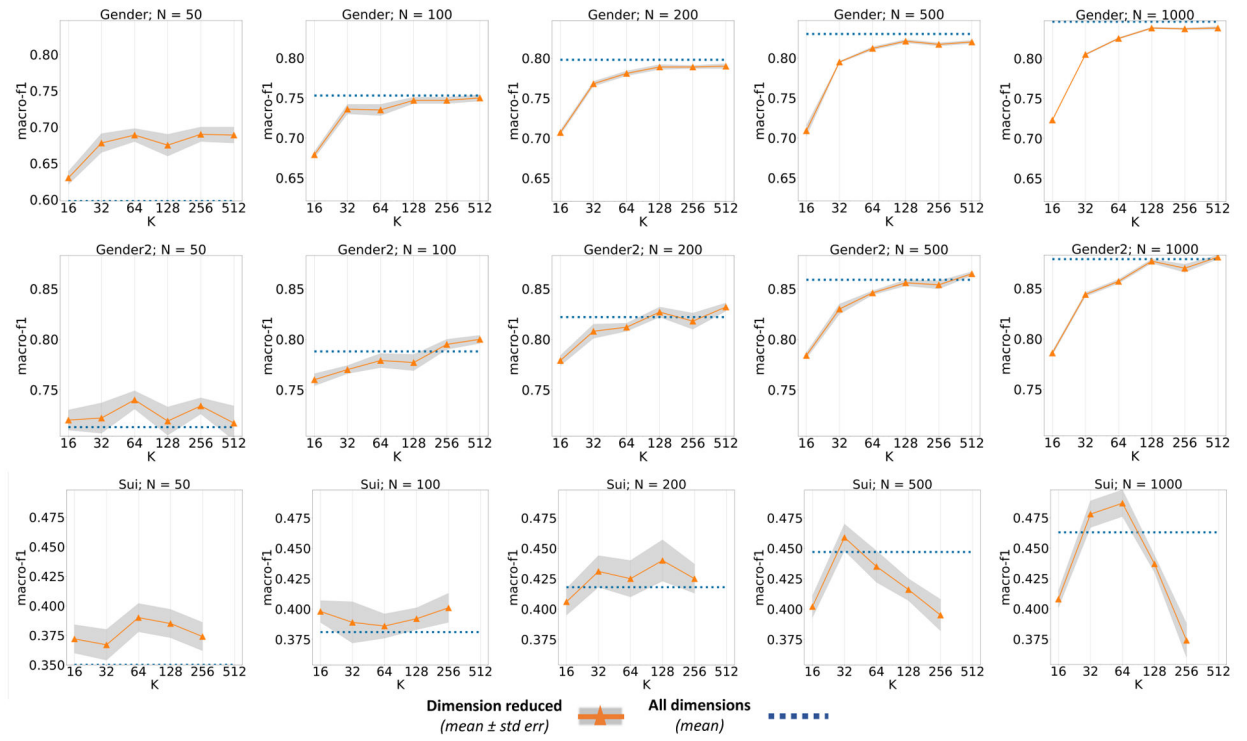 Gender; N = 50
macro-f1
0.80
0.75
0.70
0.65
0.60
16 32 64 128 256 512
K
Gender; N = 100
macro-f1
0.80
0.75
0.70
0.65
16 32 64 128 256 512
K
Gender; N = 200
macro-f1
0.80
0.75
0.70
0.65
16 32 64 128 256 512
K
Gender; N = 500
macro-f1
0.80
0.75
0.70
0.65
16 32 64 128 256 512
K
Gender; N = 1000
macro-f1
0.80
0.75
0.70
0.65
16 32 64 128 256 512
K
Gender2; N = 50
macro-f1
0.85
0.80
0.75
16 32 64 128 256 512
K
Gender2; N = 100
macro-f1
0.85
0.80
0.75
16 32 64 128 256 512
K
Gender2; N = 200
macro-f1
0.85
0.80
0.75
16 32 64 128 256 512
K
Gender2; N = 500
macro-f1
0.85
0.80
0.75
16 32 64 128 256 512
K
Gender2; N = 1000
macro-f1
0.85
0.80
0.75
16 32 64 128 256 512
K
Sui; N = 50
macro-f1
0.475
0.450
0.425
0.400
0.375
0.350
16 32 64 128 256 512
K
Sui; N = 100
macro-f1
0.475
0.450
0.425
0.400
0.375
16 32 64 128 256 512
K
Sui; N = 200
macro-f1
0.475
0.450
0.425
0.400
0.375
16 32 64 128 256 512
K
Sui; N = 500
macro-f1
0.475
0.450
0.425
0.400
0.375
16 32 64 128 256 512
K
Sui; N = 1000
macro-f1
0.475
0.450
0.425
0.400
0.375
16 32 64 128 256 512
K
Dimension reduced
(mean ± std err)
All dimensions
(mean)